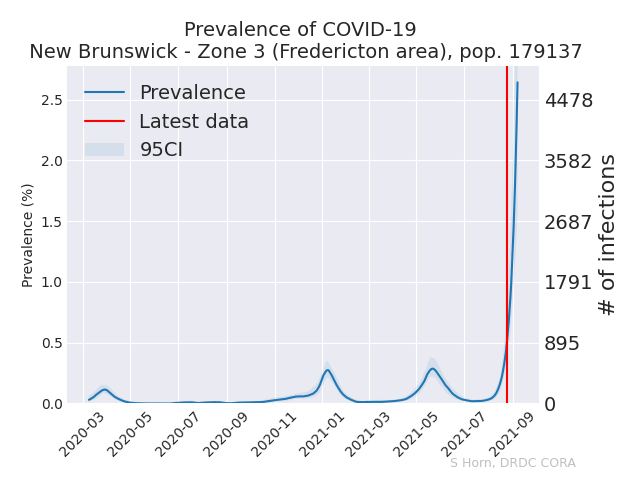 Prevalence of COVID-19
New Brunswick - Zone 3 (Fredericton area), pop. 179137
Prevalence
Latest data
95CI
Prevalence (%)
2.5
2.0
1.5
1.0
0.5
0.0
4478
3582
2687
1791
895
0
# of infections
2020-03
2020-05
2020-07
2020-09
2020-11
2021-01
2021-03
2021-05
2021-07
2021-09
S Horn, DRDC CORA